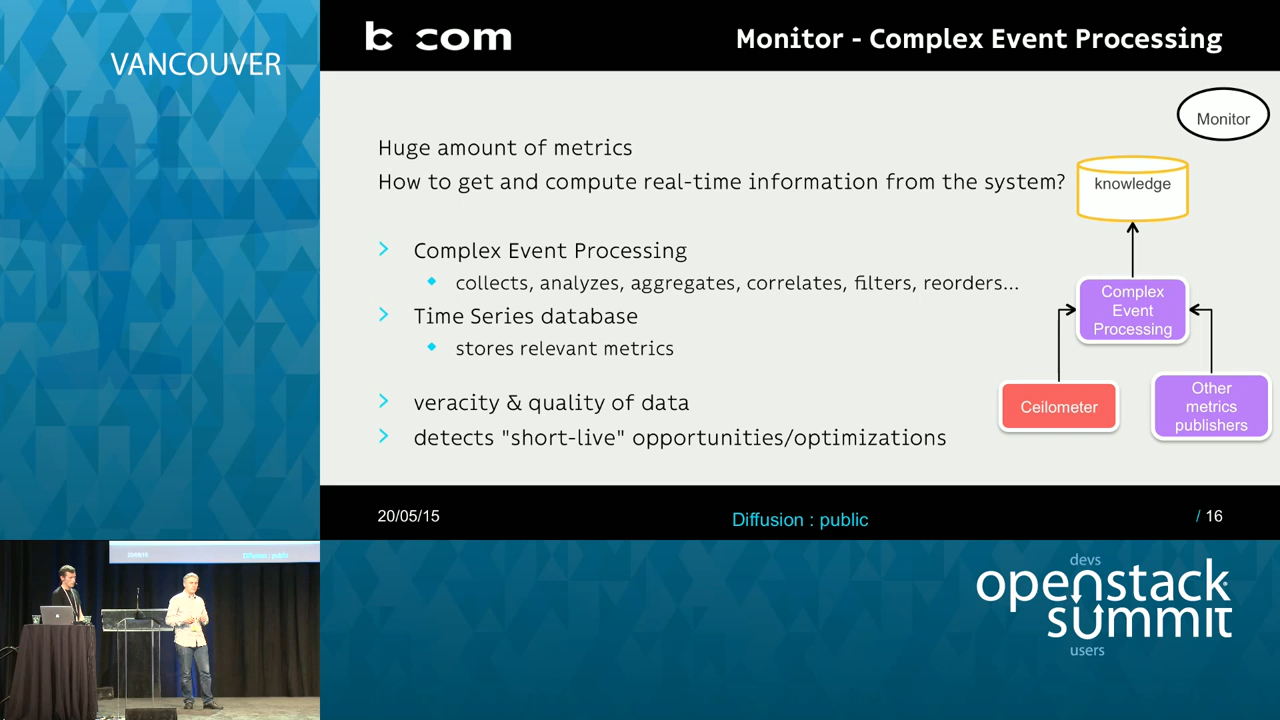 VANCOUVER
b com
Monitor - Complex Event Processing
Monitor
Huge amount of metrics
How to get and compute real-time information from the system?
knowledge
Complex Event Processing
collects, analyzes, aggregates, correlates, filters, reorders...
Time Series database
stores relevant metrics
Complex
Event
Processing
veracity & quality of data
detects "short-live" opportunities/optimizations
Ceilometer
Other
metrics
publishers
20/05/15
Diffusion : public
/ 16
devs
openstack
summit
users